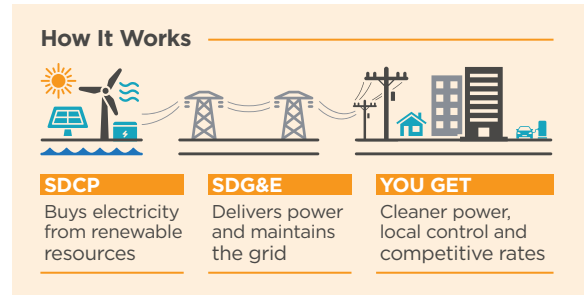 How It Works
SDCP
Buys electricity
from renewable
resources
SDG&E
Delivers power
and maintains
the grid
YOU GET
Cleaner power,
local control and
competitive rates